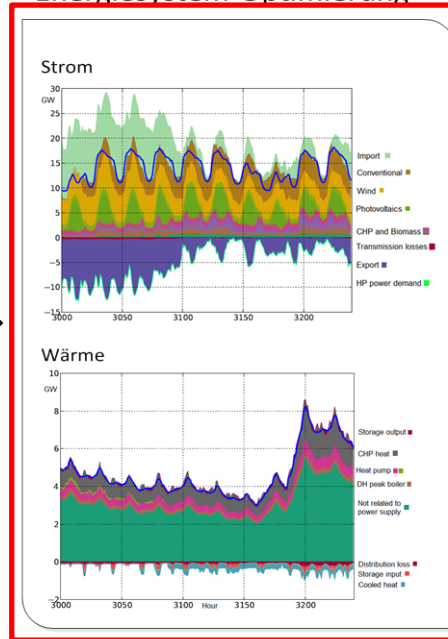 Energiesystem-Optimierung
Strom
30
GW
25
20
15
10
5
0
−5
−10
−15
3000
3050
3100
3150
3200
Import
Conventional
Wind
Photovoltaics
CHP and Biomass
Transmission losses
Export
HP power demand
Wärme
10
GW
8
6
4
2
0
−2
3000
3050
3100
3150
3200
Hour
Storage output
CHP heat
Heat pump
DH peak boiler
Not related to
power supply
Distribution loss
Storage input
Cooled heat